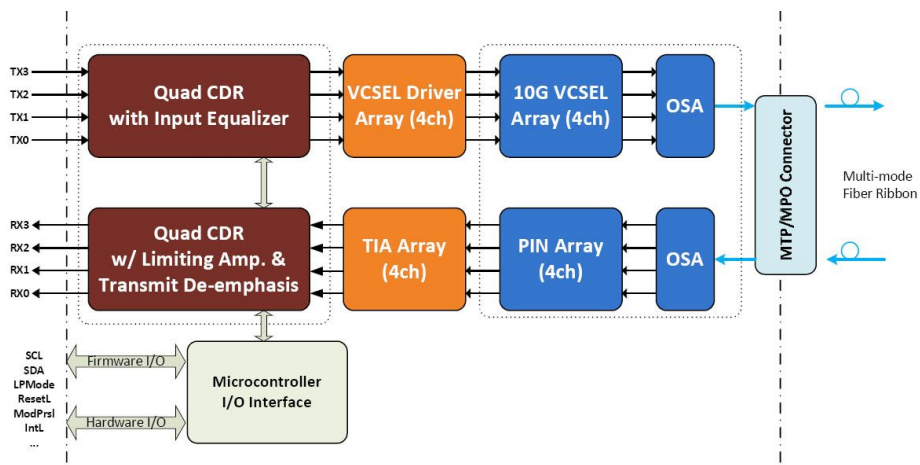 TX3
TX2
TX1
TX0
Quad CDR
with Input Equalizer
VCSEL Driver
Array (4ch)
10G VCSEL
Array (4ch)
OSA
MTP/MPO Connector
Multi-mode
Fiber Ribbon
RX3
RX2
RX1
RX0
Quad CDR
w/ Limiting Amp. &
Transmit De-emphasis
TIA Array
(4ch)
PIN Array
(4ch)
OSA
SCL
SDA
LPMode
ResetL
ModPrsl
IntL
...
Firmware I/O
Hardware I/O
Microcontroller
I/O Interface